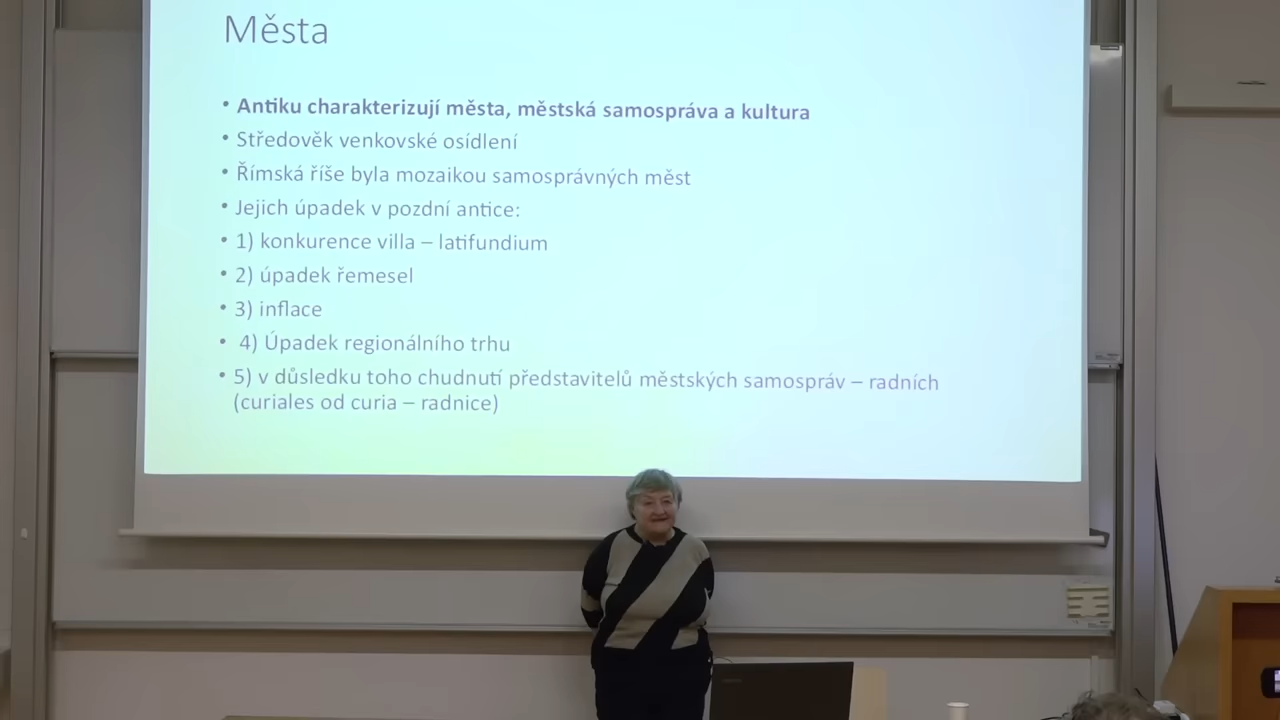 Města
• Antiku charakterizují města, městská samospráva a kultura
• Středověk venkovské osídlení
• Římská říše byla mozaikou samosprávných měst
• Jejich úpadek v pozdní antice:
• 1) konkurence villa – latifundium
• 2) úpadek řemesel
• 3) inflace
• 4) Úpadek regionálního trhu
• 5) v důsledku toho chudnutí představitelů městských samospráv – radních
(curiales od curia – radnice)